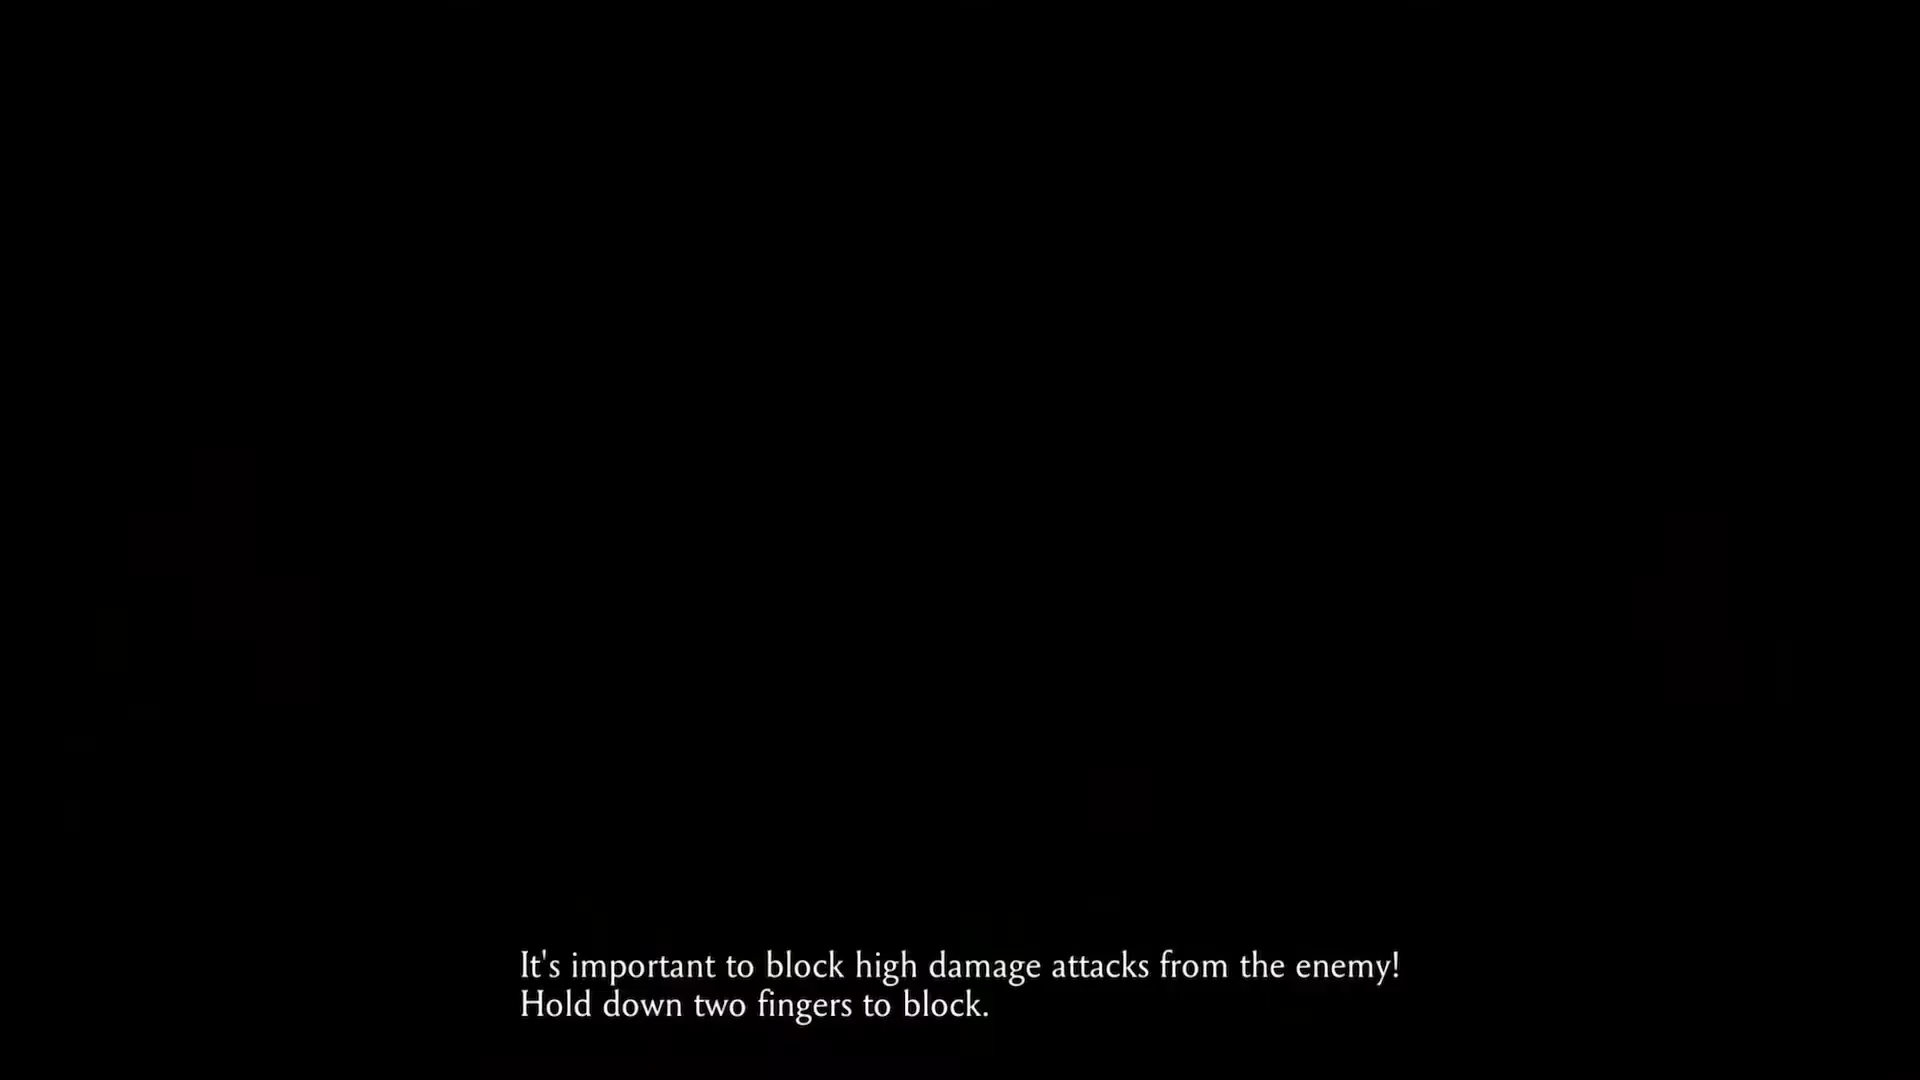 It's important to block high damage attacks from the enemy!
Hold down two fingers to block.